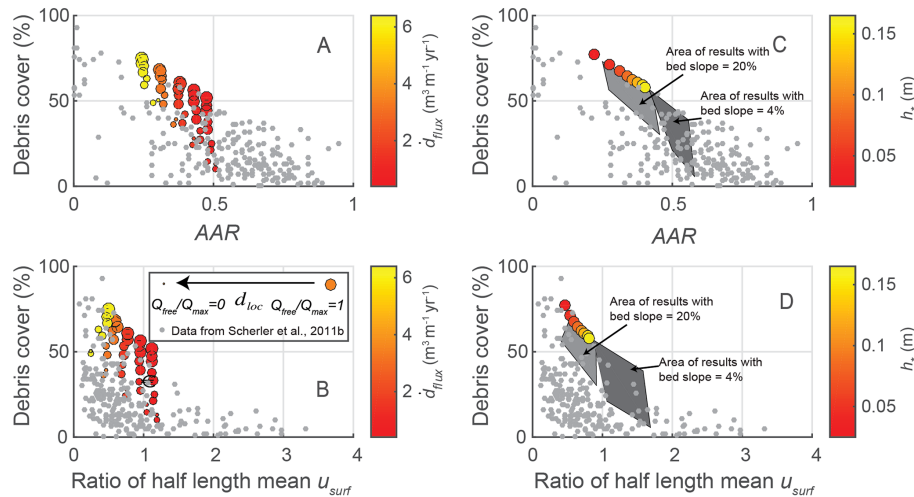 100
50
0
0
0.5
1
A
Debris cover (%)
AAR
6
4
2
d_flux (m³ m⁻¹ yr⁻¹)
100
50
0
0
0.5
1
C
Area of results with
bed slope = 20%
Area of results with
bed slope = 4%
Debris cover (%)
AAR
0.15
0.10
0.05
h_* (m)
100
50
0
0
1
2
3
4
B
Q_free/Q_max=0 d_loc Q_free/Q_max=1
Data from Scherler et al., 2011b
Debris cover (%)
Ratio of half length mean u_surf
6
4
2
d_flux (m³ m⁻¹ yr⁻¹)
100
50
0
0
1
2
3
4
D
Area of results with
bed slope = 20%
Area of results with
bed slope = 4%
Debris cover (%)
Ratio of half length mean u_surf
0.15
0.10
0.05
h_* (m)